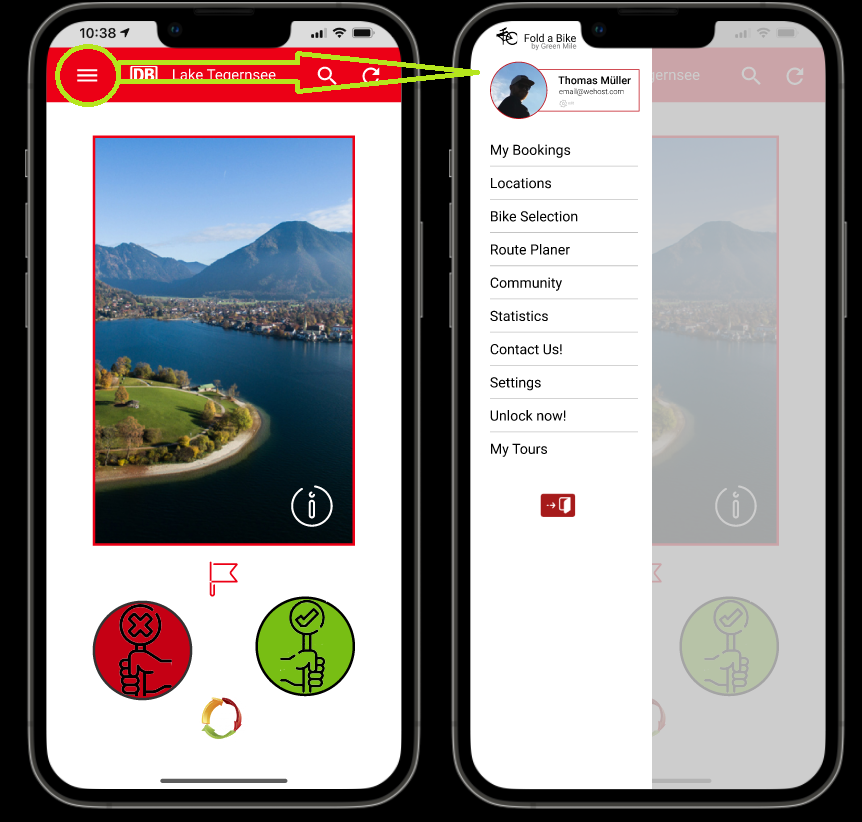 10:38
DB Lake Tegernsee
Fold a Bike
by Green Mile
Thomas Müller
email@wehost.com
My Bookings
Locations
Bike Selection
Route Planer
Community
Statistics
Contact Us!
Settings
Unlock now!
My Tours
gernsee